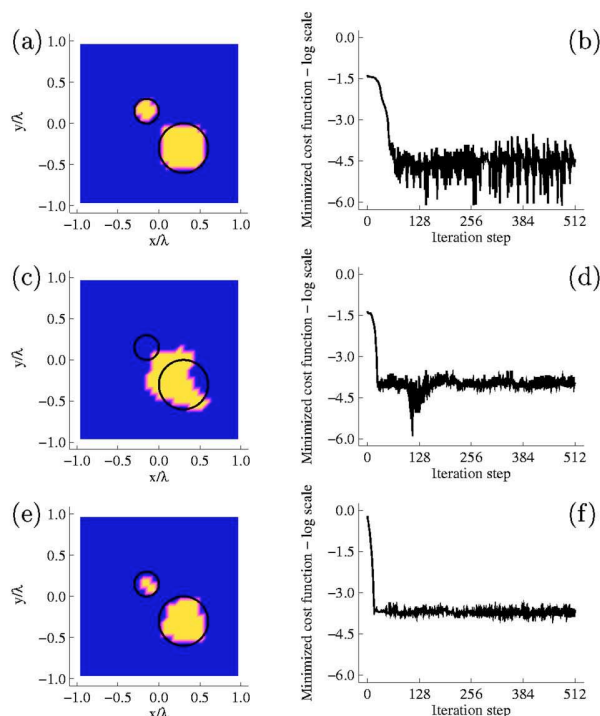 (a)
1.0
0.5
0.0
−0.5
−1.0
y/λ
−1.0 −0.5 0.0 0.5 1.0
x/λ
(b)
Minimized cost function − log scale
0.0
−1.5
−3.0
−4.5
−6.0
0 128 256 384 512
Iteration step
(c)
1.0
0.5
0.0
−0.5
−1.0
y/λ
−1.0 −0.5 0.0 0.5 1.0
x/λ
(d)
Minimized cost function − log scale
0.0
−1.5
−3.0
−4.5
−6.0
0 128 256 384 512
Iteration step
(e)
1.0
0.5
0.0
−0.5
−1.0
y/λ
−1.0 −0.5 0.0 0.5 1.0
x/λ
(f)
Minimized cost function − log scale
0.0
−1.5
−3.0
−4.5
−6.0
0 128 256 384 512
Iteration step